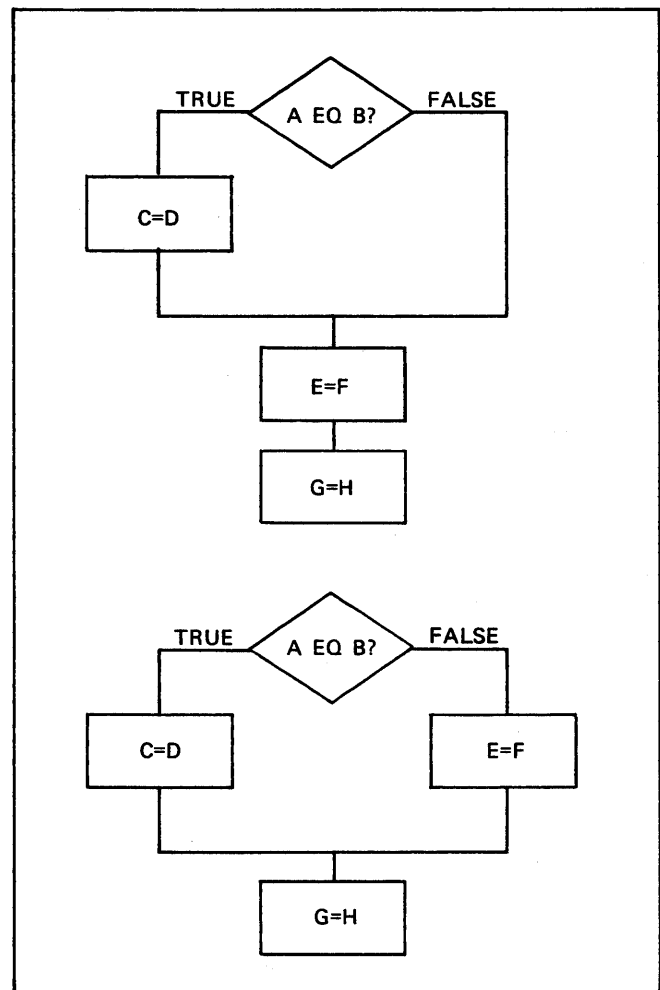 TRUE
A EQ B?
FALSE
C=D
E=F
G=H
TRUE
A EQ B?
FALSE
C=D
E=F
G=H